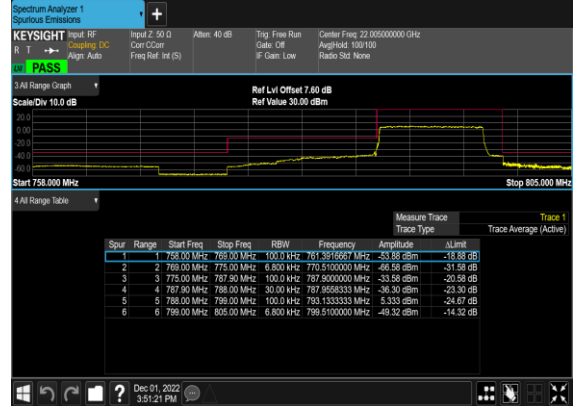 Spectrum Analyzer 1
Spurious Emissions
KEYSIGHT Input: RF Input Z: 50 Ω Atten: 40 dB Trig: Free Run Center Freq: 22.005000000 GHz
R T Coupling: DC Corr CCorr Gate: Off Avg|Hold: 100/100
Align: Auto Freq Ref: Int (S) IF Gain: Low Radio Std: None
PASS
3 All Range Graph Ref Lvl Offset 7.60 dB
Scale/Div 10.0 dB Ref Value 30.00 dBm
20.0
0.00
-20.0
-40.0
-60.0
Start 758.000 MHz Stop 805.000 MHz
4 All Range Table
Measure Trace Trace 1
Trace Type Trace Average (Active)
Spur Range Start Freq Stop Freq RBW Frequency Amplitude ΔLimit
1 1 758.00 MHz 769.00 MHz 100.0 kHz 761.3916667 MHz -53.88 dBm -18.88 dB
2 2 769.00 MHz 775.00 MHz 6.800 kHz 770.5100000 MHz -66.58 dBm -31.58 dB
3 3 775.00 MHz 787.90 MHz 100.0 kHz 787.9000000 MHz -33.58 dBm -20.58 dB
4 4 787.90 MHz 788.00 MHz 30.00 kHz 787.9558333 MHz -36.30 dBm -23.30 dB
5 5 788.00 MHz 799.00 MHz 100.0 kHz 793.1333333 MHz 5.333 dBm -24.67 dB
6 6 799.00 MHz 805.00 MHz 6.800 kHz 799.5100000 MHz -49.32 dBm -14.32 dB
? Dec 01, 2022
3:51:21 PM